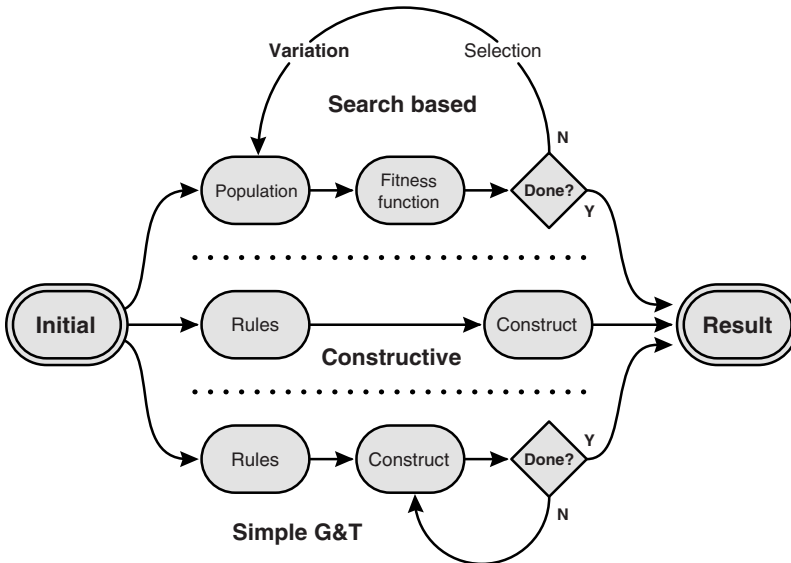 Variation
Selection
Search based
N
Population
Fitness
function
Done?
Y
Initial
Rules
Construct
Result
Constructive
Rules
Construct
Done?
Y
N
Simple G&T